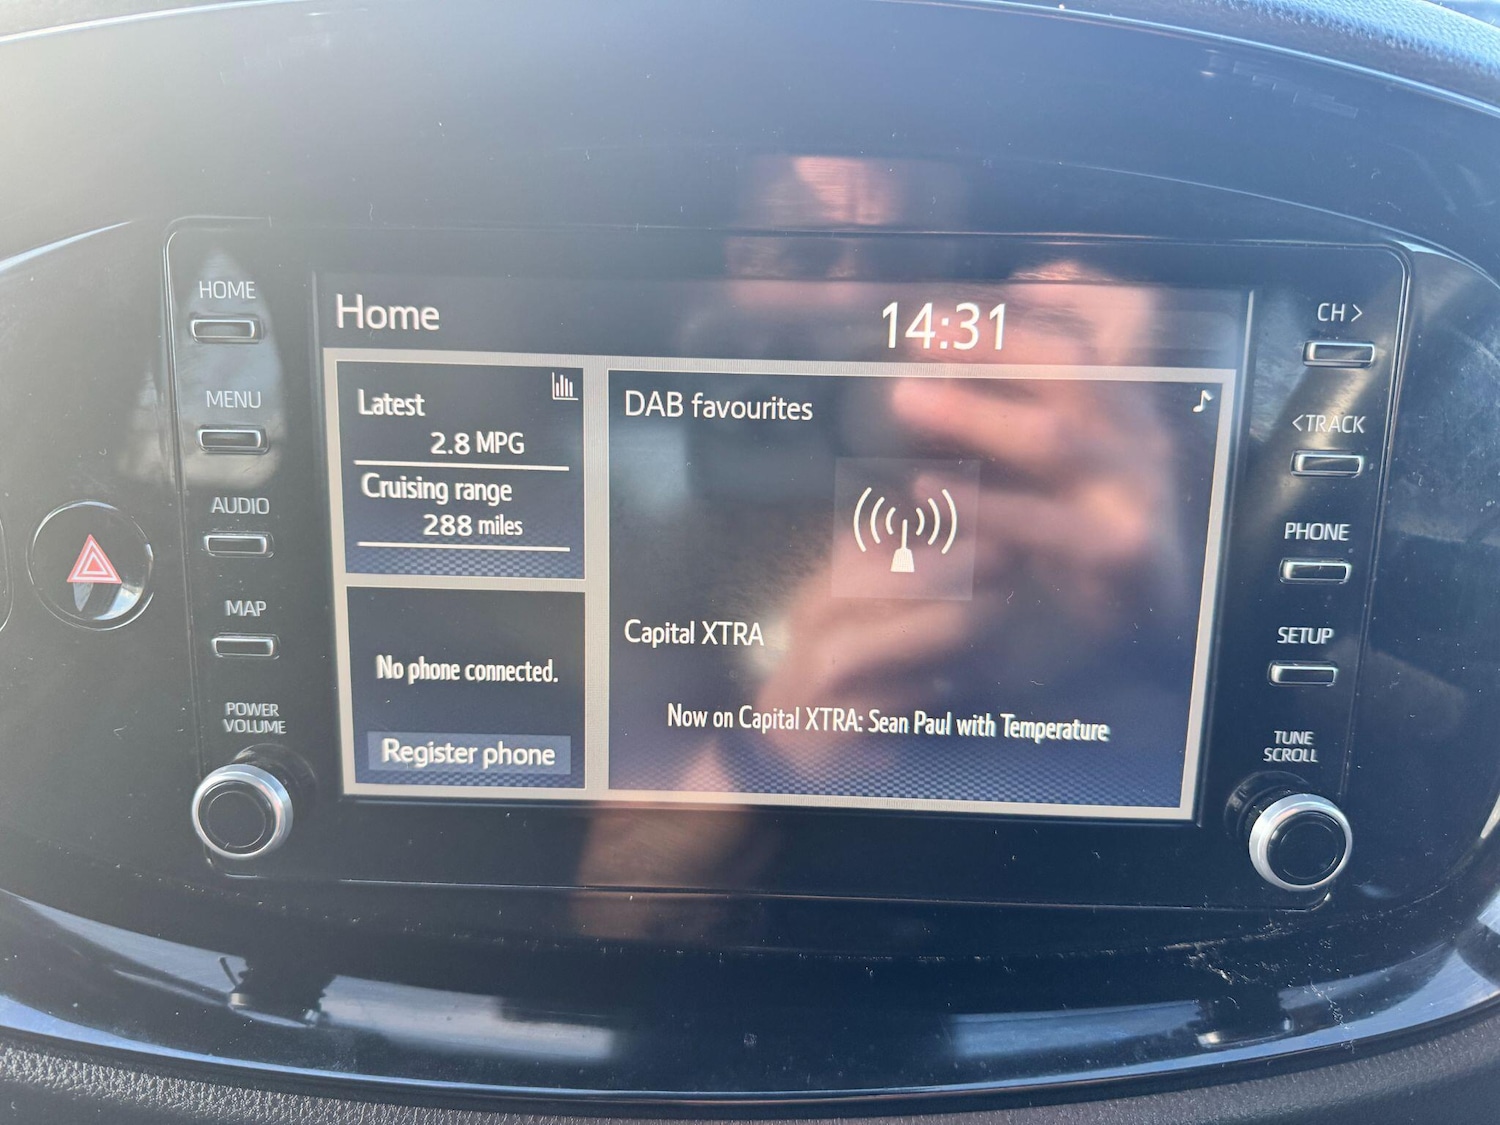 HOME
MENU
AUDIO
MAP
POWER
VOLUME
Home
14:31
Latest
2.8 MPG
Cruising range
288 miles
No phone connected.
Register phone
DAB favourites
Capital XTRA
Now on Capital XTRA: Sean Paul with Temperature
CH >
<TRACK
PHONE
SETUP
TUNE
SCROLL